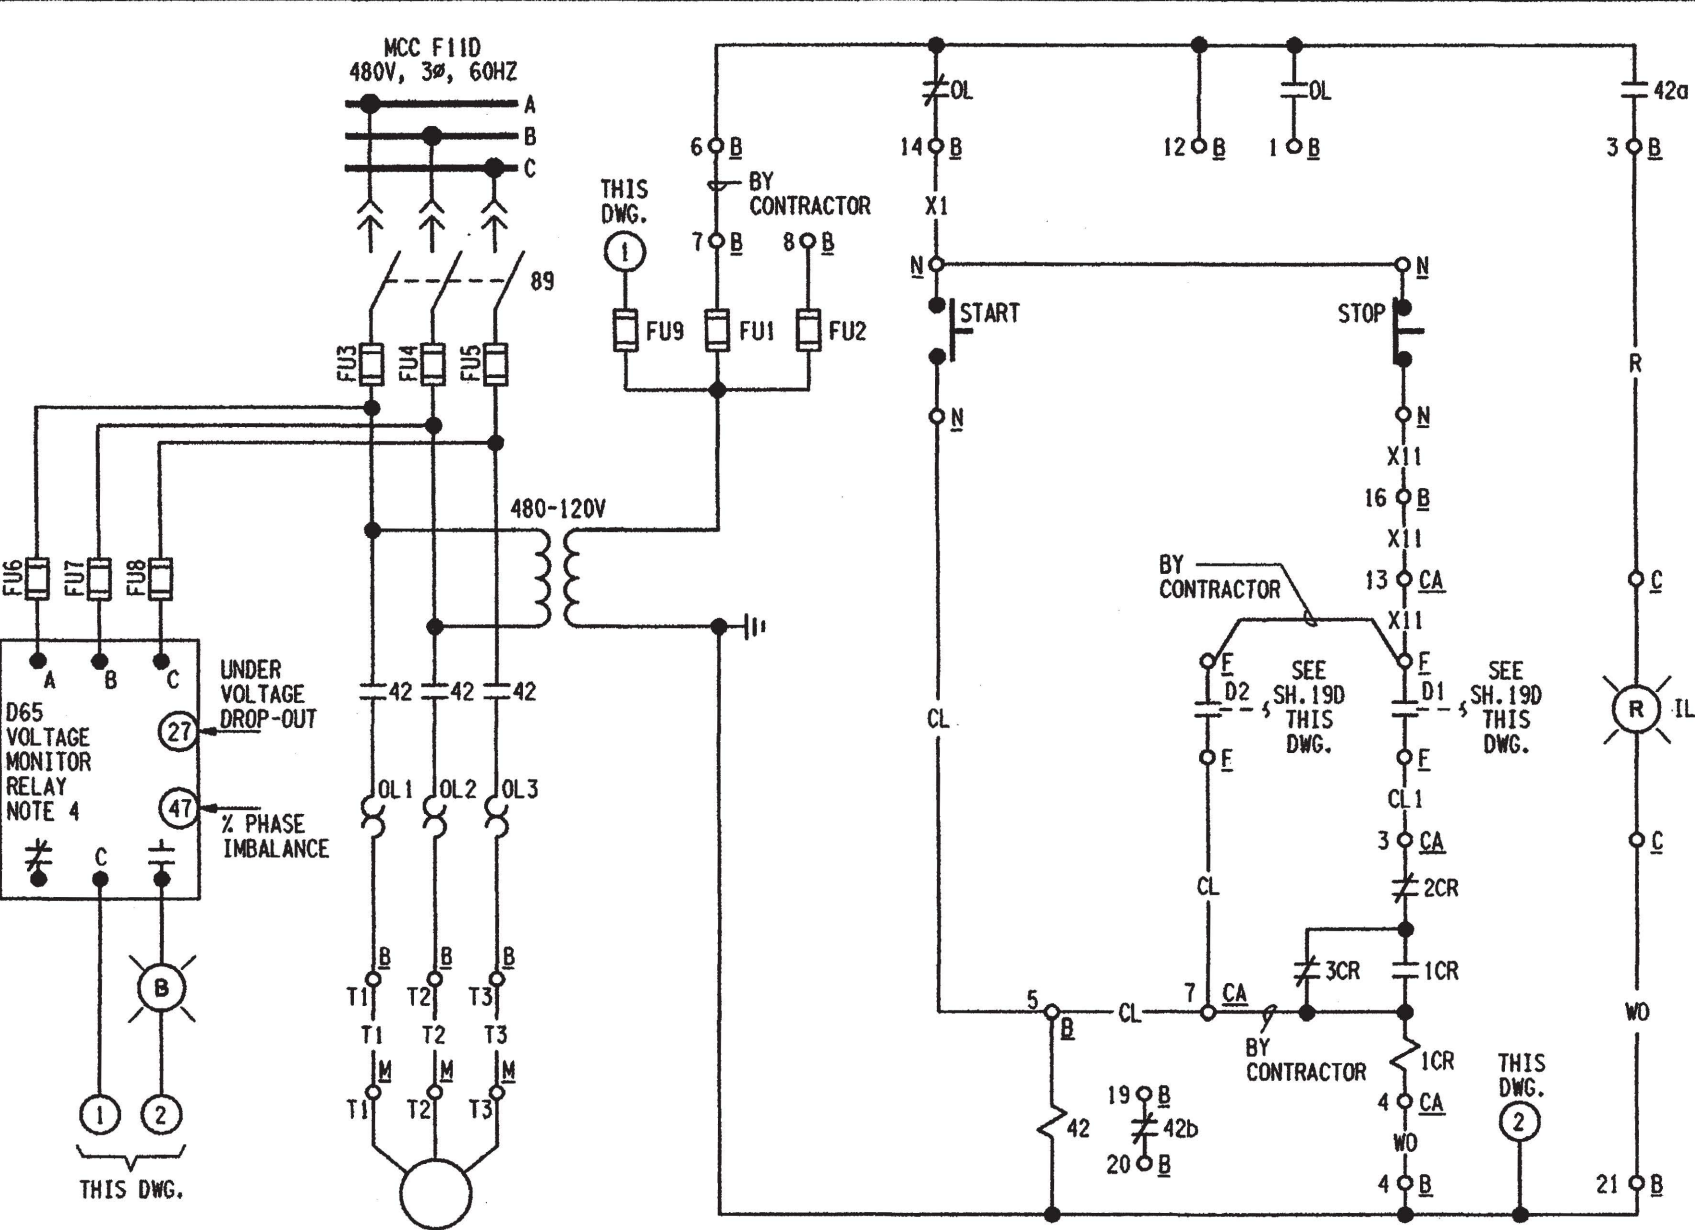 MCC F11D
480V, 3ø, 60HZ
A
B
C
89
FU3
FU4
FU5
THIS
DWG.
1
FU9
FU1
FU2
6 B
BY
CONTRACTOR
7 B
8 B
OL
14 B
X1
12 B
OL
1 B
42a
3 B
N
N
START
STOP
N
N
X11
16 B
X11
13 CA
X11
R
C
480-120V
FU6
FU7
FU8
A
B
C
D65
VOLTAGE
MONITOR
RELAY
NOTE 4
27
47
UNDER
VOLTAGE
DROP-OUT
% PHASE
IMBALANCE
C
B
1
2
THIS DWG.
42
42
42
OL1
OL2
OL3
B
B
B
T1
T2
T3
T1
T2
T3
M
M
M
T1
T2
T3
BY
CONTRACTOR
F
D2
SEE
SH.19D
THIS
DWG.
F
F
D1
SEE
SH.19D
THIS
DWG.
F
CL
CL
CL1
3 CA
2CR
3CR
1CR
5
B
CL
7
CA
BY
CONTRACTOR
1CR
4 CA
WO
4 B
42
19 B
42b
20 B
THIS
DWG.
2
R
IL
C
WO
21 B